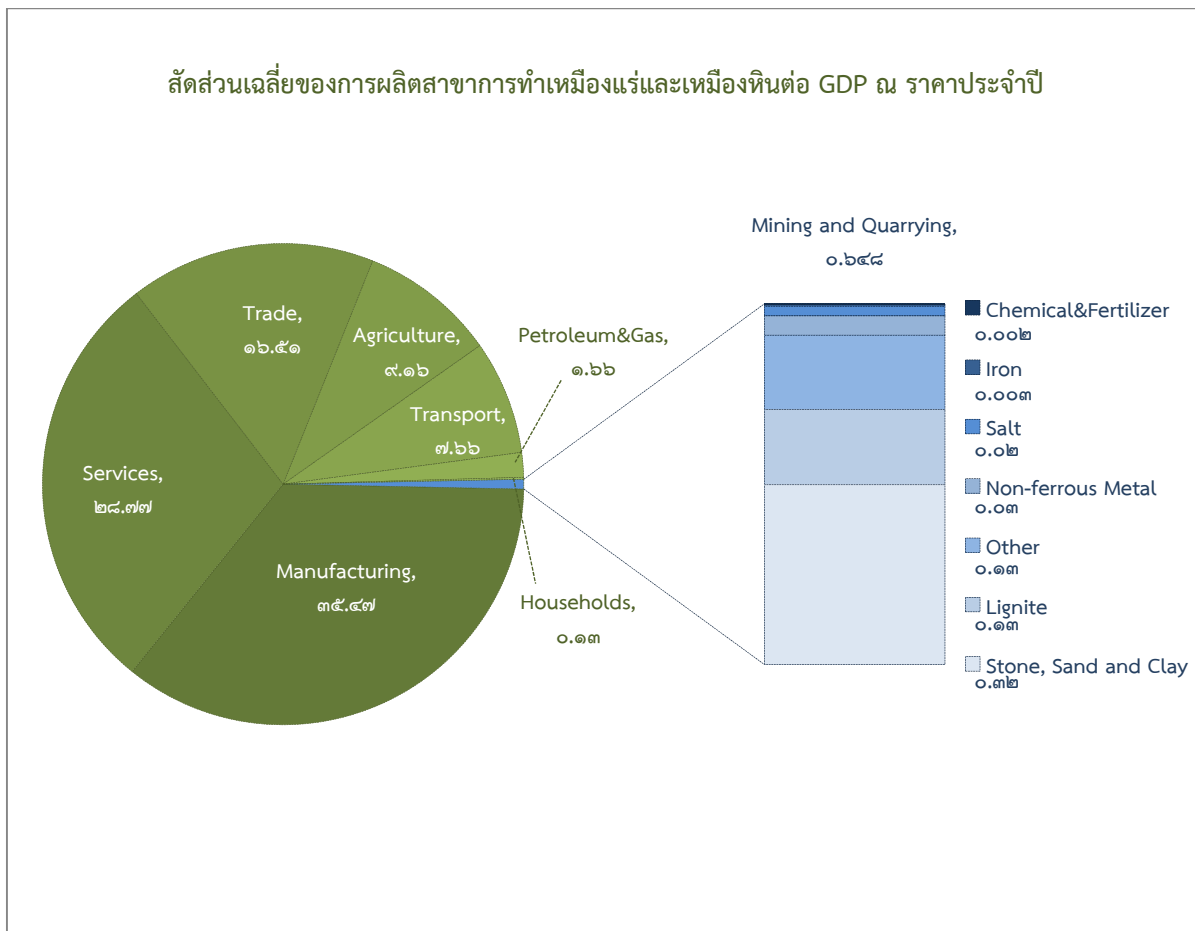 สัดส่วนเฉลี่ยของการผลิตสาขาการทำเหมืองแร่และเหมืองหินต่อ GDP ณ ราคาประจำปี
Mining and Quarrying,
๐.๖๔๘
Trade,
๑๖.๕๑
Agriculture,
๙.๑๖
Petroleum&Gas,
๑.๖๖
Transport,
๗.๖๖
Services,
๒๘.๗๗
Manufacturing,
๓๕.๔๗
Households,
๐.๑๓
Chemical&Fertilizer
๐.๐๐๒
Iron
๐.๐๐๓
Salt
๐.๐๒
Non-ferrous Metal
๐.๐๓
Other
๐.๑๓
Lignite
๐.๑๓
Stone, Sand and Clay
๐.๓๒